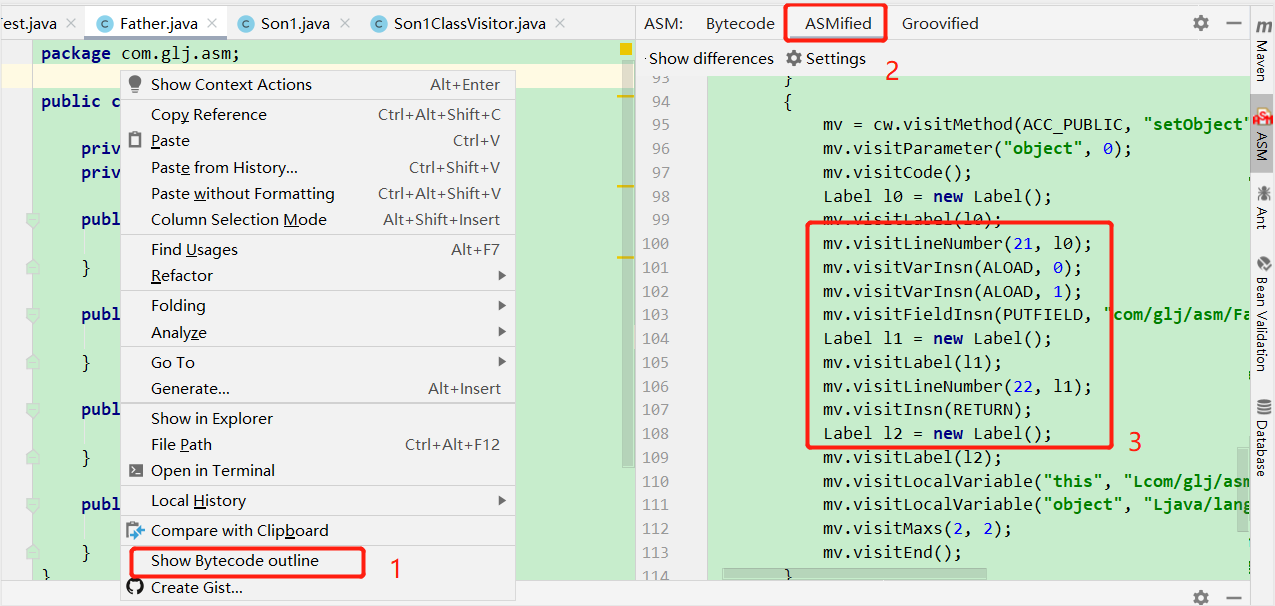 est.java Father.java Son1.java Son1ClassVisitor.java
package com.glj.asm;
public c
priv
priv
publ
}
publ
}
publ
}
publ
}
}
Show Context Actions Alt+Enter
Copy Reference Ctrl+Alt+Shift+C
Paste Ctrl+V
Paste from History... Ctrl+Shift+V
Paste without Formatting Ctrl+Alt+Shift+V
Column Selection Mode Alt+Shift+Insert
Find Usages Alt+F7
Refactor
Folding
Analyze
Go To
Generate... Alt+Insert
Show in Explorer
File Path Ctrl+Alt+F12
Open in Terminal
Local History
Compare with Clipboard
Show Bytecode outline 1
Create Gist...
ASM: Bytecode ASMified Groovified
Show differences Settings 2
93 }
94 {
95 mv = cw.visitMethod(ACC_PUBLIC, "setObject"
96 mv.visitParameter("object", 0);
97 mv.visitCode();
98 Label l0 = new Label();
99 mv.visitLabel(l0);
100 mv.visitLineNumber(21, l0);
101 mv.visitVarInsn(ALOAD, 0);
102 mv.visitVarInsn(ALOAD, 1);
103 mv.visitFieldInsn(PUTFIELD, "com/glj/asm/Fa
104 Label l1 = new Label();
105 mv.visitLabel(l1);
106 mv.visitLineNumber(22, l1);
107 mv.visitInsn(RETURN);
108 Label l2 = new Label();
3
109 mv.visitLabel(l2);
110 mv.visitLocalVariable("this", "Lcom/glj/asm
111 mv.visitLocalVariable("object", "Ljava/lang
112 mv.visitMaxs(2, 2);
113 mv.visitEnd();
114 }
m
Maven
ASM
ASM
Ant
Bean Validation
Database